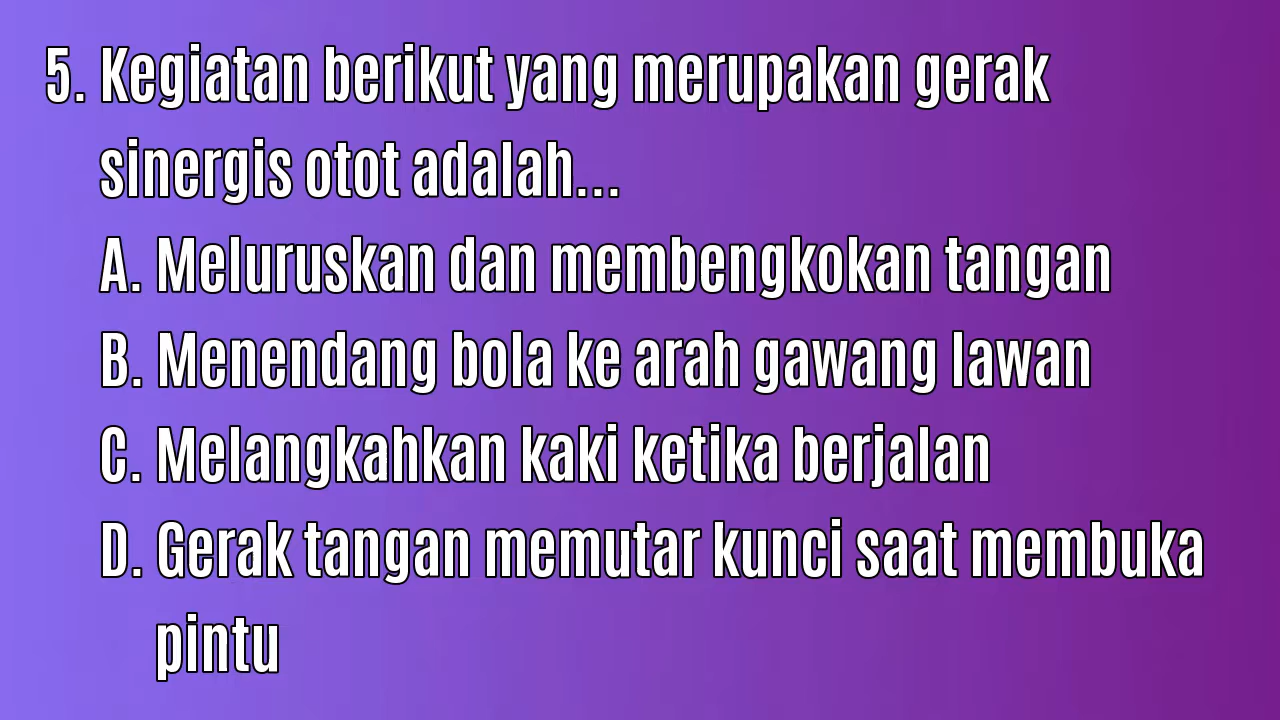 5. Kegiatan berikut yang merupakan gerak
sinergis otot adalah...
A. Meluruskan dan membengkokan tangan
B. Menendang bola ke arah gawang lawan
C. Melangkahkan kaki ketika berjalan
D. Gerak tangan memutar kunci saat membuka
pintu